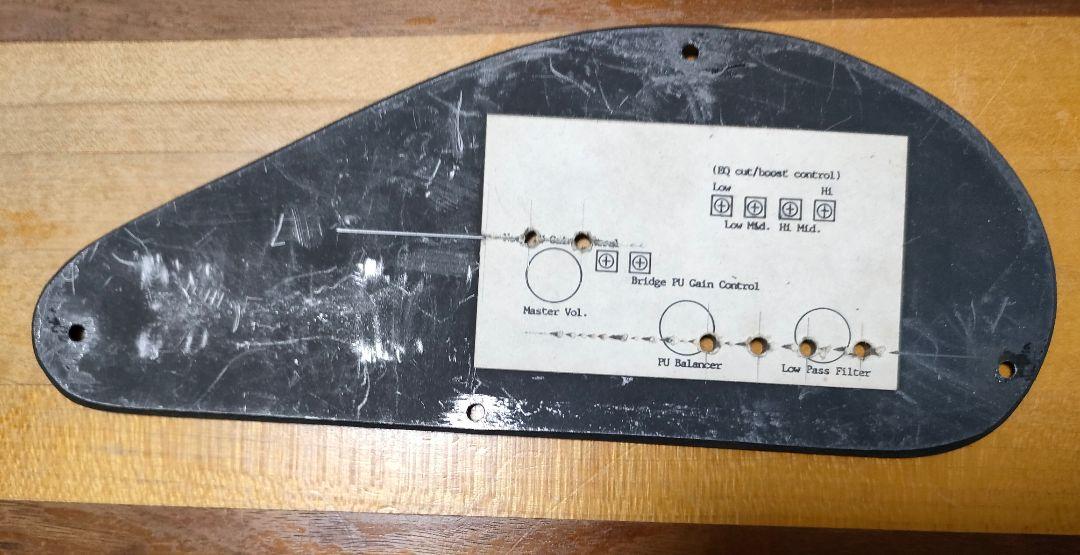 (EQ cut/boost control)
Low Hi
Low Mid. Hi Mid.
Gain
Bridge PU Gain Control
Master Vol.
PU Balancer
Low Pass Filter